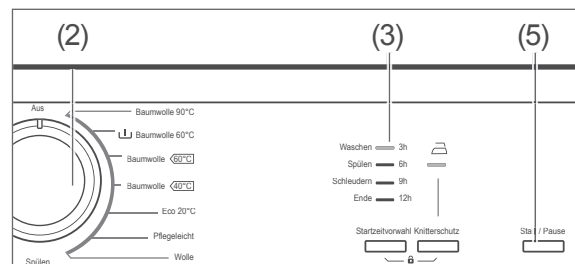 (2) (3) (5)
Aus
Baumwolle 90°C
Baumwolle 60°C
Baumwolle 60°C
Baumwolle 40°C
Eco 20°C
Pflegeleicht
Wolle
Spülen
Waschen 3h
Spülen 6h
Schleudern 9h
Ende 12h
Startzeitvorwahl Knitterschutz
Start / Pause